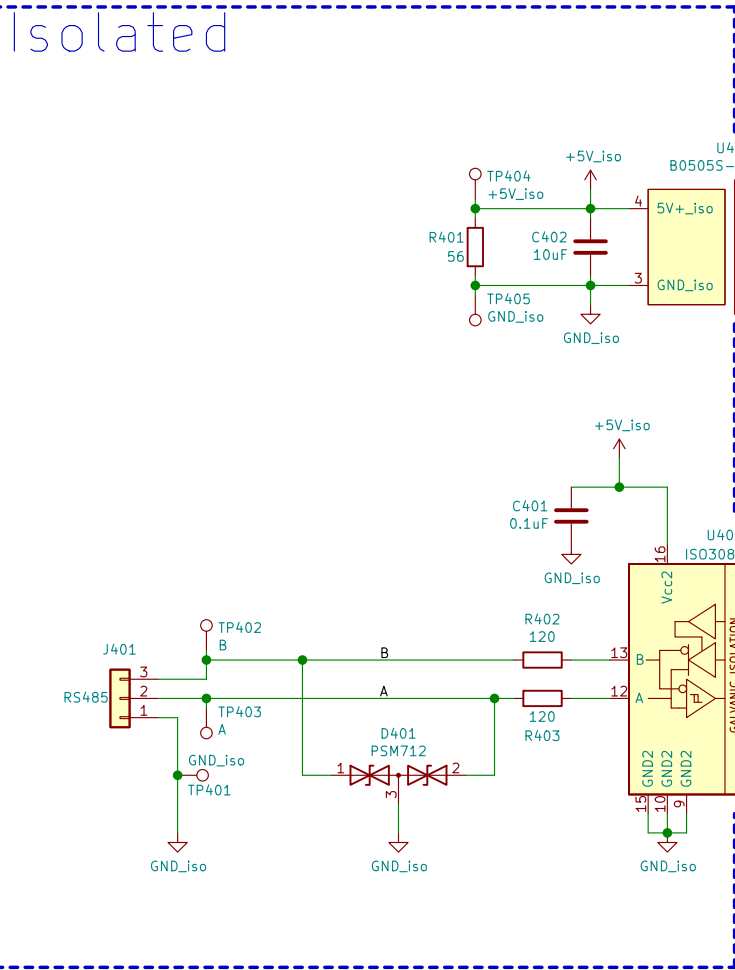 Isolated
+5V_iso
U4
B0505S-
TP404
+5V_iso
4
5V+_iso
R401
56
C402
10uF
3
GND_iso
TP405
GND_iso
GND_iso
+5V_iso
C401
0.1uF
GND_iso
16
U40
ISO308
Vcc2
GALVANIC ISOLATION
R402
120
TP402
B
B
13
B
J401
RS485
3
2
1
A
12
A
TP403
A
120
R403
D401
PSM712
GND_iso
TP401
1
2
3
GND2
GND2
GND2
15
10
9
GND_iso
GND_iso
GND_iso